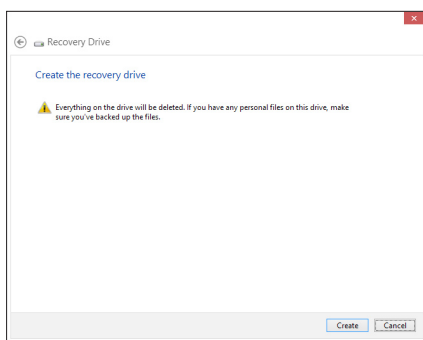 Recovery Drive
Create the recovery drive
Everything on the drive will be deleted. If you have any personal files on this drive, make
sure you've backed up the files.
Create Cancel